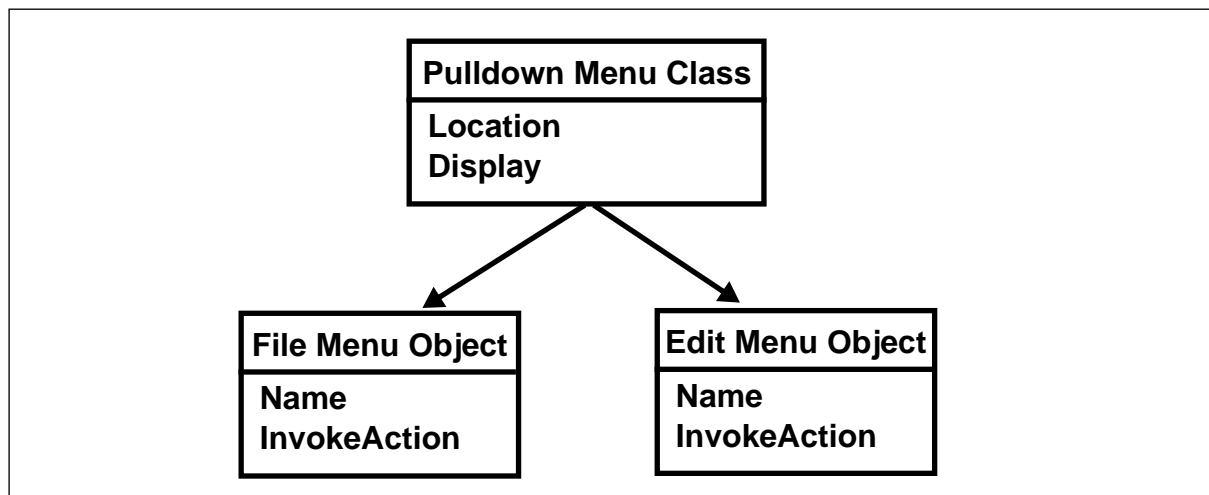 Pulldown Menu Class
Location
Display
File Menu Object
Name
InvokeAction
Edit Menu Object
Name
InvokeAction